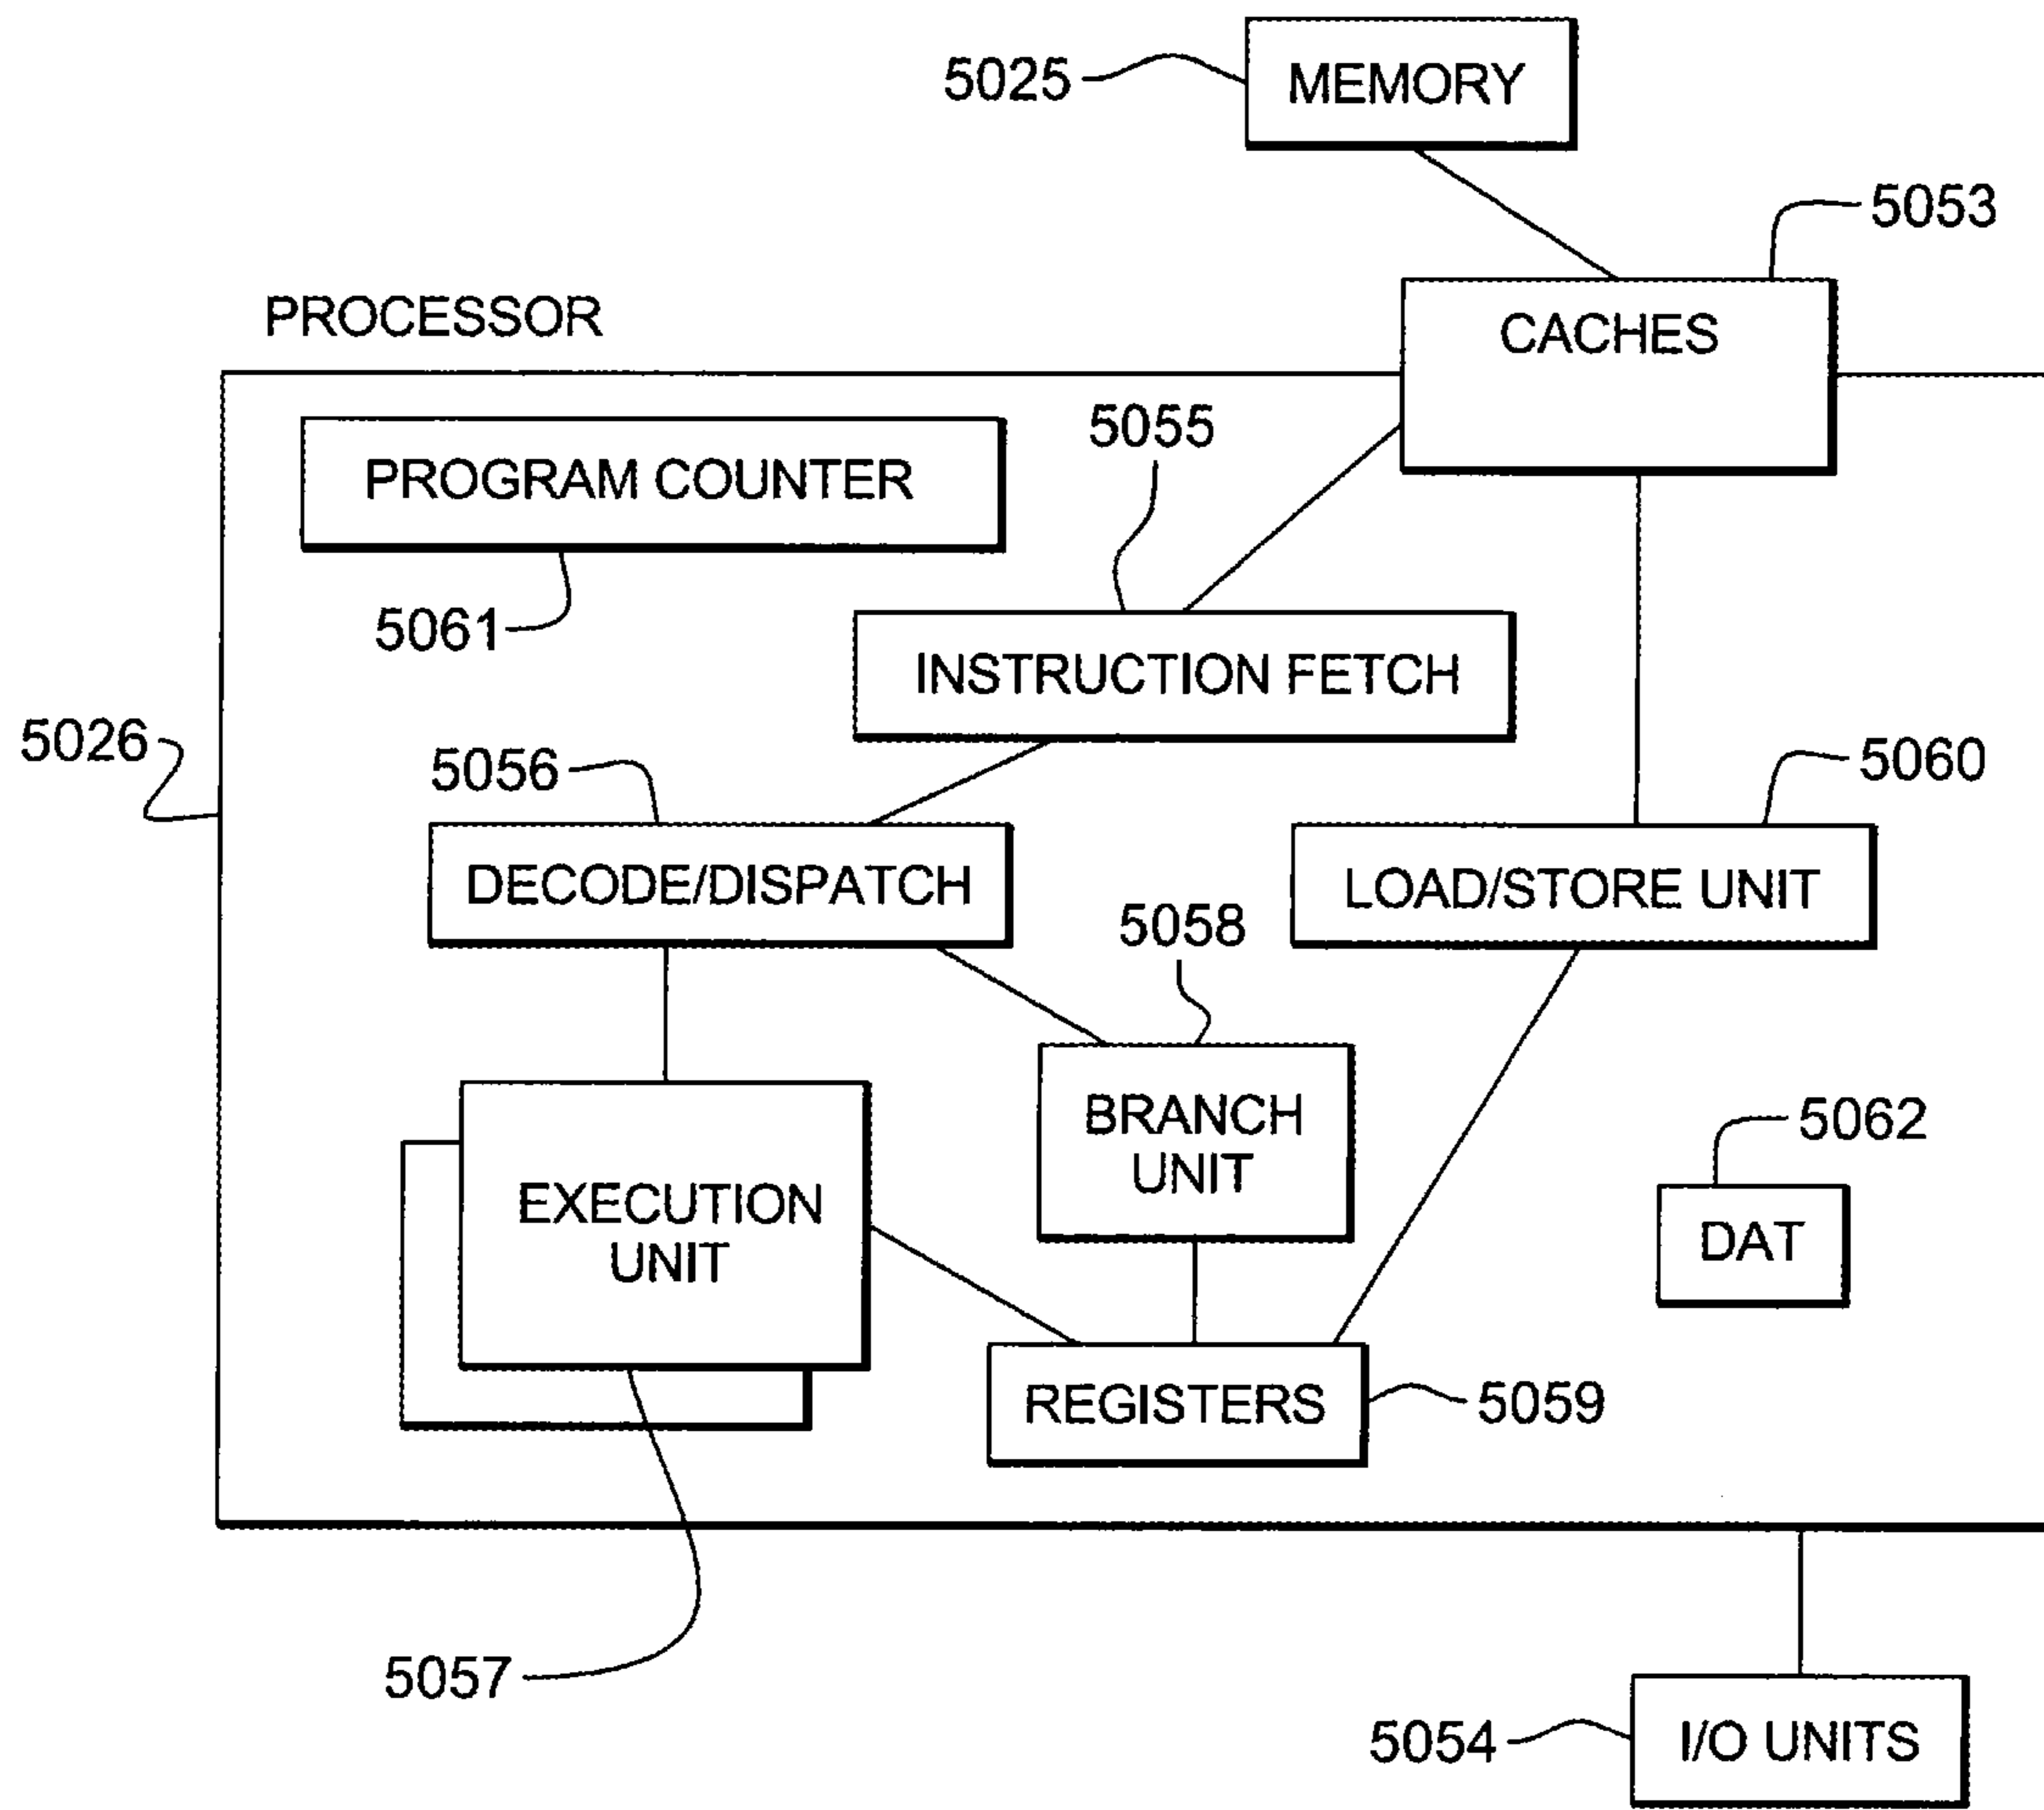 MEMORY
5025
5053
CACHES
PROCESSOR
5055
PROGRAM COUNTER
5061
INSTRUCTION FETCH
5026
5056
5060
DECODE/DISPATCH
LOAD/STORE UNIT
5058
BRANCH
UNIT
5062
EXECUTION
UNIT
DAT
REGISTERS
5059
5057
5054
I/O UNITS